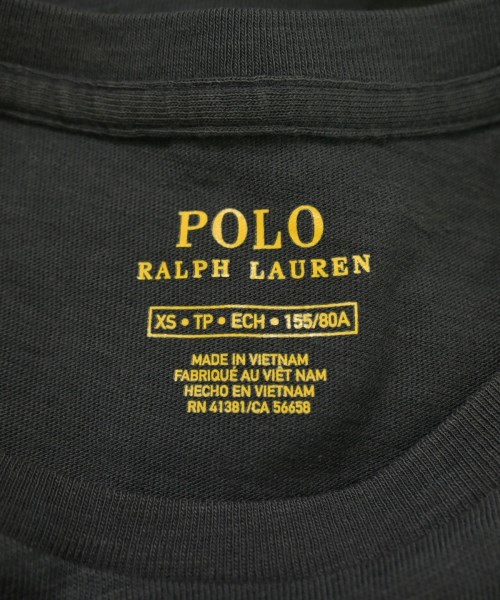 POLO
RALPH LAUREN
XS • TP • ECH • 155/80A
MADE IN VIETNAM
FABRIQUÉ AU VIÊT NAM
HECHO EN VIETNAM
RN 41381/CA 56658